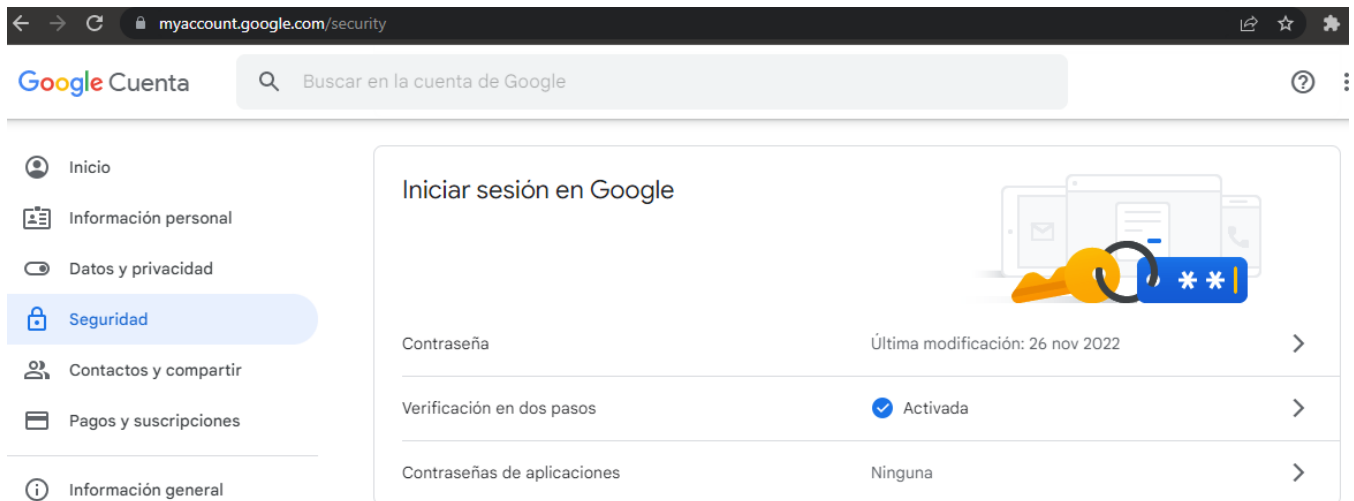 myaccount.google.com/security
Google Cuenta
Buscar en la cuenta de Google
Inicio
Información personal
Datos y privacidad
Seguridad
Contactos y compartir
Pagos y suscripciones
Información general
Iniciar sesión en Google
**
Contraseña Última modificación: 26 nov 2022
Verificación en dos pasos Activada
Contraseñas de aplicaciones Ninguna